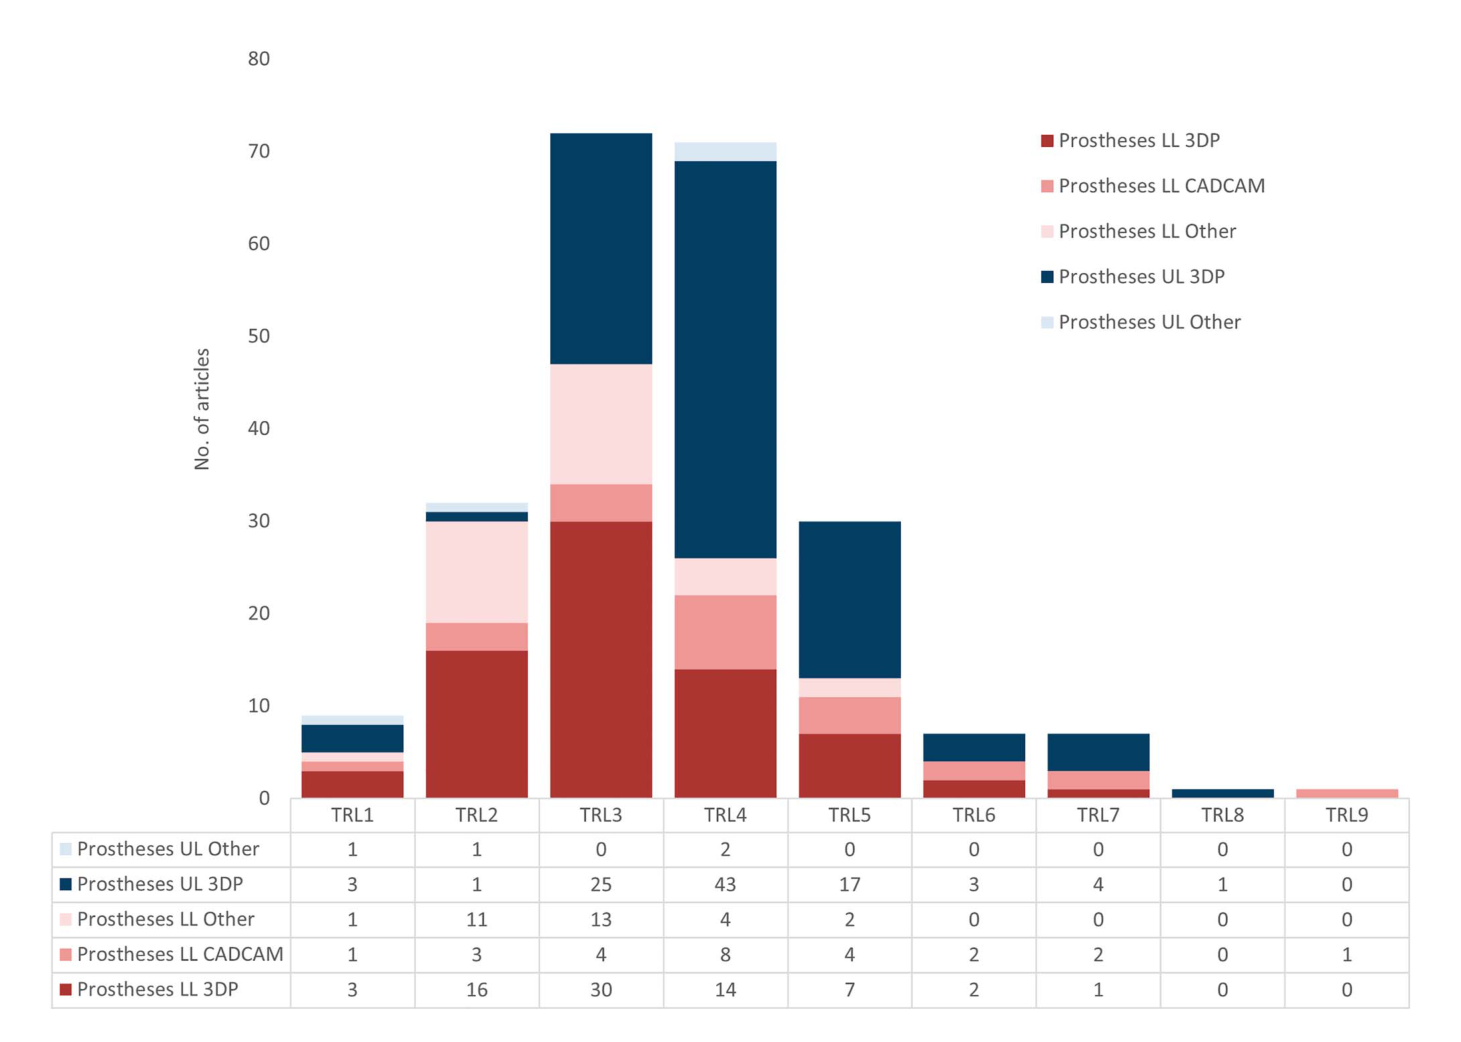 80
70
60
50
40
30
20
10
0
No. of articles
Prostheses LL 3DP
Prostheses LL CADCAM
Prostheses LL Other
Prostheses UL 3DP
Prostheses UL Other
TRL1 TRL2 TRL3 TRL4 TRL5 TRL6 TRL7 TRL8 TRL9
Prostheses UL Other 1 1 0 2 0 0 0 0 0
Prostheses UL 3DP 3 1 25 43 17 3 4 1 0
Prostheses LL Other 1 11 13 4 2 0 0 0 0
Prostheses LL CADCAM 1 3 4 8 4 2 2 0 1
Prostheses LL 3DP 3 16 30 14 7 2 1 0 0